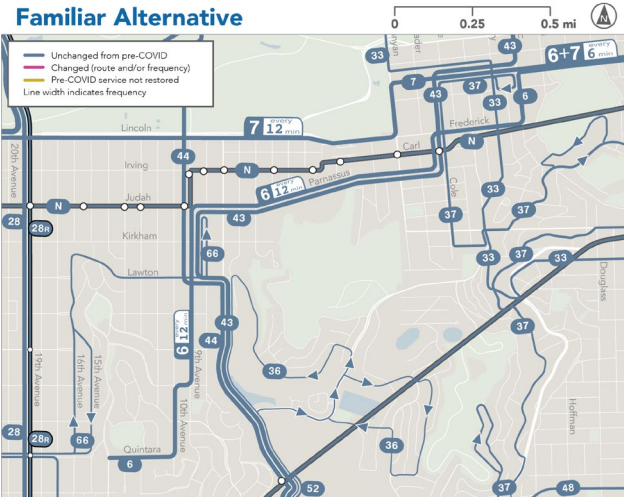 Familiar Alternative
0 0.25 0.5 mi
N
Unchanged from pre-COVID
Changed (route and/or frequency)
Pre-COVID service not restored
Line width indicates frequency
33
43
6+7 every 6 min
7
37
43
33
6
Lincoln
7 every 12 min
Frederick
Carl
N
20th Avenue
Irving
44
N
6 every 12 min
Parnassus
Cole
33
Judah
N
28
28R
43
37
37
Kirkham
66
33
37
33
Lawton
Douglass
6 every 12 min
43
44
37
19th Avenue
16th Avenue
15th Avenue
9th Avenue
10th Avenue
36
Hoffman
28
28R
66
Quintara
6
36
52
37
48